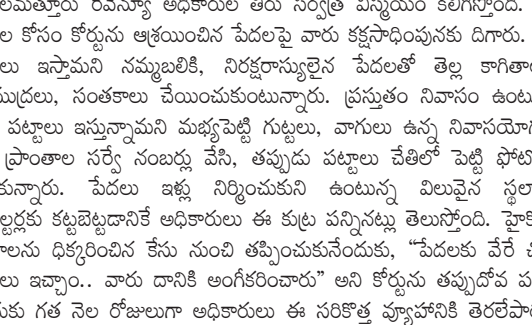 లమత్తూరు రెవెన్యూ అధికారుల తీరు సర్వత్రా విస్మయం కలిగిస్తోంది.
ల కోసం కోర్టును ఆశ్రయించిన పేదలపై వారు కక్షసాధింపునకు దిగారు.
లు ఇస్తామని నమ్మబలికి, నిరక్షరాస్యులైన పేదలతో తెల్ల కాగితా
ముద్రలు, సంతకాలు చేయించుకుంటున్నారు. ప్రస్తుతం నివాసం ఉంటు
పట్టాలు ఇస్తున్నామని మభ్యపెట్టి గుట్టలు, వాగులు ఉన్న నివాసయోగ
ప్రాంతాల సర్వే నంబర్లు వేసి, తప్పుడు పట్టాలు చేతిలో పెట్టి ఫోటో
కున్నారు. పేదలు ఇళ్లు నిర్మించుకుని ఉంటున్న విలువైన స్థలా
ల్టర్లకు కట్టబెట్టడానికే అధికారులు ఈ కుట్ర పన్నినట్లు తెలుస్తోంది. హైకో
లను ధిక్కరించిన కేసు నుంచి తప్పించుకునేందుకు, “పేదలకు వేరే చ
లు ఇచ్చాం.. వారు దానికి అంగీకరించారు” అని కోర్టును తప్పుదోవ ప
కు గత నెల రోజులుగా అధికారులు ఈ సరికొత్త వ్యూహానికి తెరలేపా